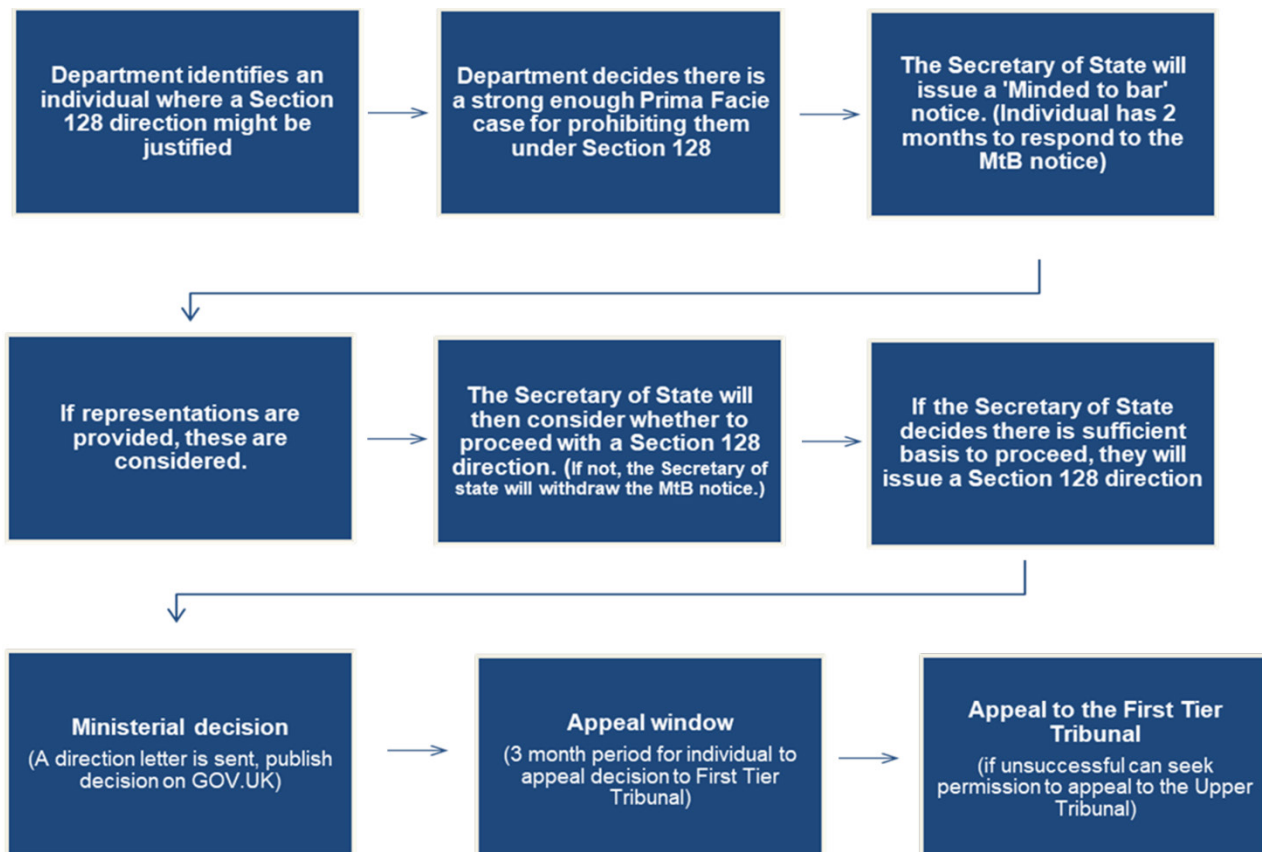 Department identifies an
individual where a Section
128 direction might be
justified
Department decides there is
a strong enough Prima Facie
case for prohibiting them
under Section 128
The Secretary of State will
issue a 'Minded to bar'
notice. (Individual has 2
months to respond to the
MtB notice)
If representations are
provided, these are
considered.
The Secretary of State will
then consider whether to
proceed with a Section 128
direction. (If not, the Secretary of
state will withdraw the MtB notice.)
If the Secretary of State
decides there is sufficient
basis to proceed, they will
issue a Section 128 direction
Ministerial decision
(A direction letter is sent, publish
decision on GOV.UK)
Appeal window
(3 month period for individual to
appeal decision to First Tier
Tribunal)
Appeal to the First Tier
Tribunal
(if unsuccessful can seek
permission to appeal to the Upper
Tribunal)